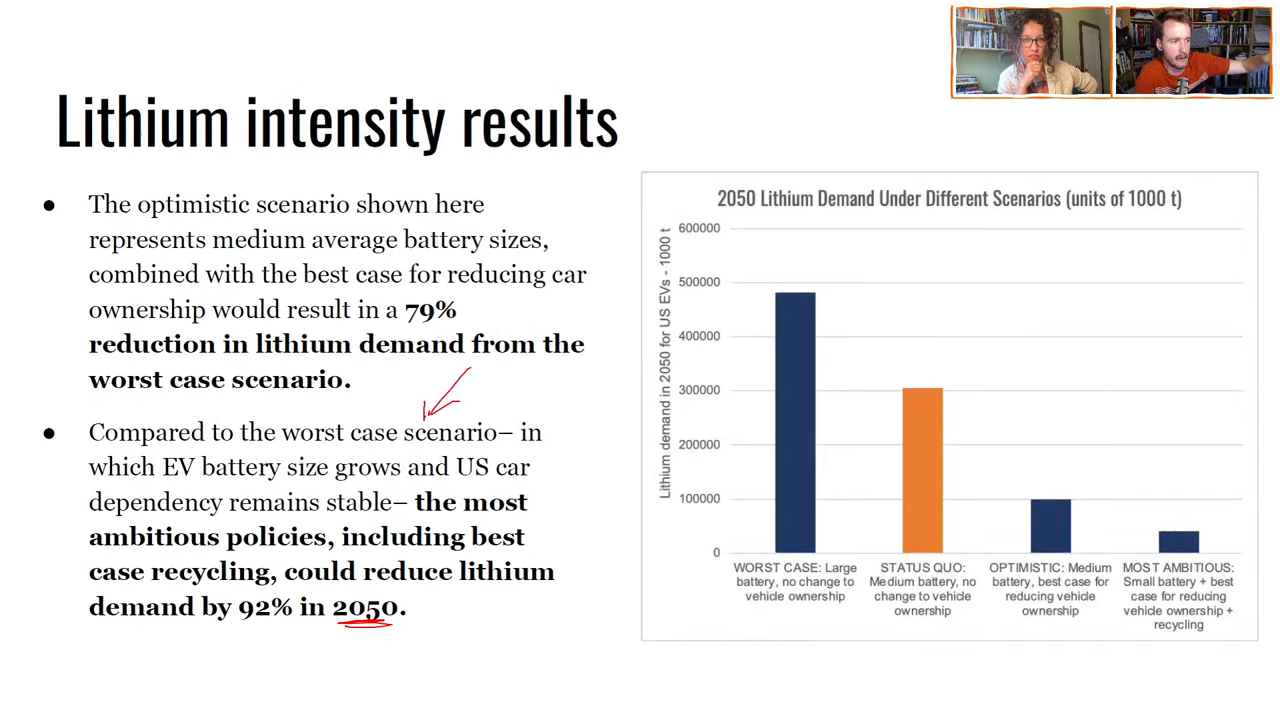 Lithium intensity results
● The optimistic scenario shown here
represents medium average battery sizes,
combined with the best case for reducing car
ownership would result in a 79%
reduction in lithium demand from the
worst case scenario.
● Compared to the worst case scenario– in
which EV battery size grows and US car
dependency remains stable– the most
ambitious policies, including best
case recycling, could reduce lithium
demand by 92% in 2050.
2050 Lithium Demand Under Different Scenarios (units of 1000 t)
Lithium demand in 2050 for US EVs - 1000 t
600000
500000
400000
300000
200000
100000
0
WORST CASE: Large
battery, no change to
vehicle ownership
STATUS QUO:
Medium battery, no
change to vehicle
ownership
OPTIMISTIC: Medium
battery, best case for
reducing vehicle
ownership
MOST AMBITIOUS:
Small battery + best
case for reducing
vehicle ownership +
recycling